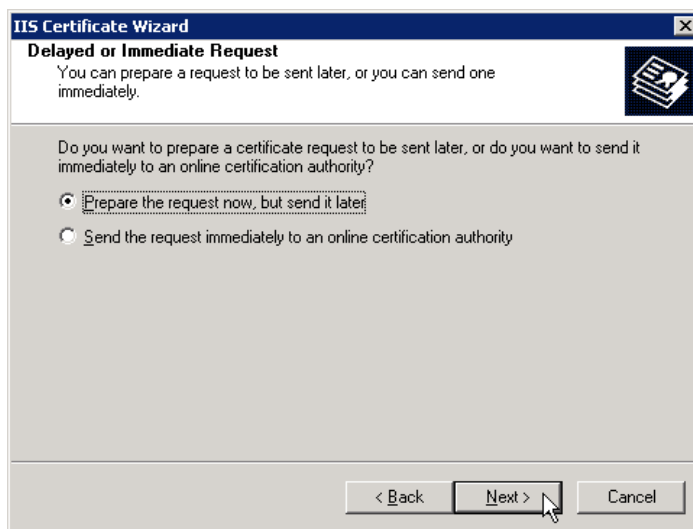 IIS Certificate Wizard
Delayed or Immediate Request
You can prepare a request to be sent later, or you can send one
immediately.
Do you want to prepare a certificate request to be sent later, or do you want to send it
immediately to an online certification authority?
Prepare the request now, but send it later
Send the request immediately to an online certification authority
< Back Next > Cancel